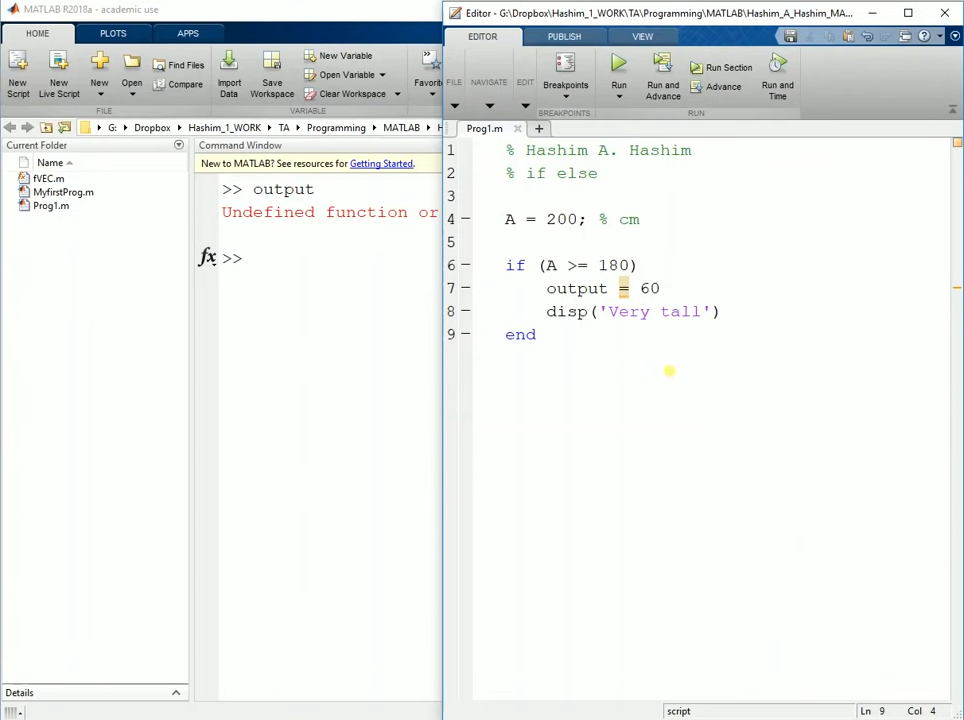 MATLAB R2018a - academic use
HOME PLOTS APPS
New Script
New Live Script
New
Open
Find Files
Compare
Import Data
Save Workspace
New Variable
Open Variable
Clear Workspace
FILE
VARIABLE
G: Dropbox Hashim_1_WORK TA Programming MATLAB
Current Folder
Name
fVEC.m
MyfirstProg.m
Prog1.m
Details
Command Window
New to MATLAB? See resources for Getting Started.
>> output
Undefined function or
fx >>
Editor - G:\Dropbox\Hashim_1_WORK\TA\Programming\MATLAB\Hashim_A_Hashim_MA...
EDITOR PUBLISH VIEW
FILE
NAVIGATE
EDIT
Breakpoints
Run
Run and Advance
Run Section
Advance
Run and Time
BREAKPOINTS
RUN
Prog1.m
1 % Hashim A. Hashim
2 % if else
3
4 A = 200; % cm
5
6 if (A >= 180)
7 output = 60
8 disp('Very tall')
9 end
script Ln 9 Col 4